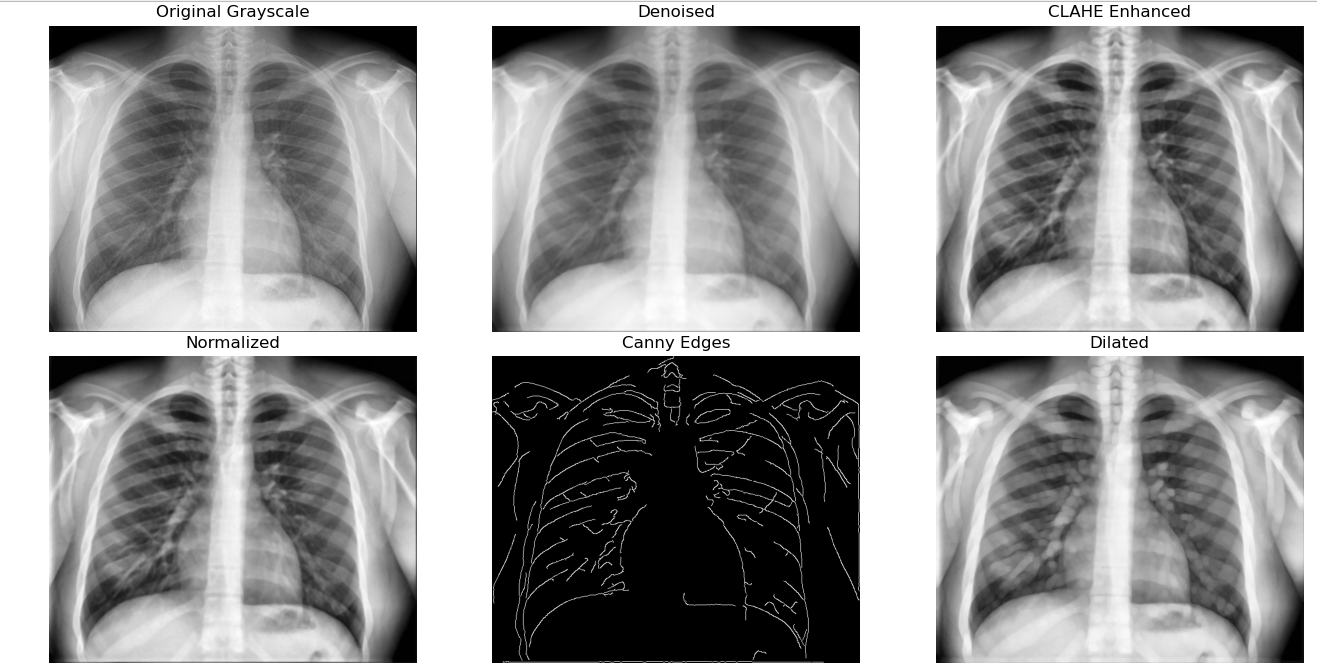 Original Grayscale
Denoised
CLAHE Enhanced
Normalized
Canny Edges
Dilated